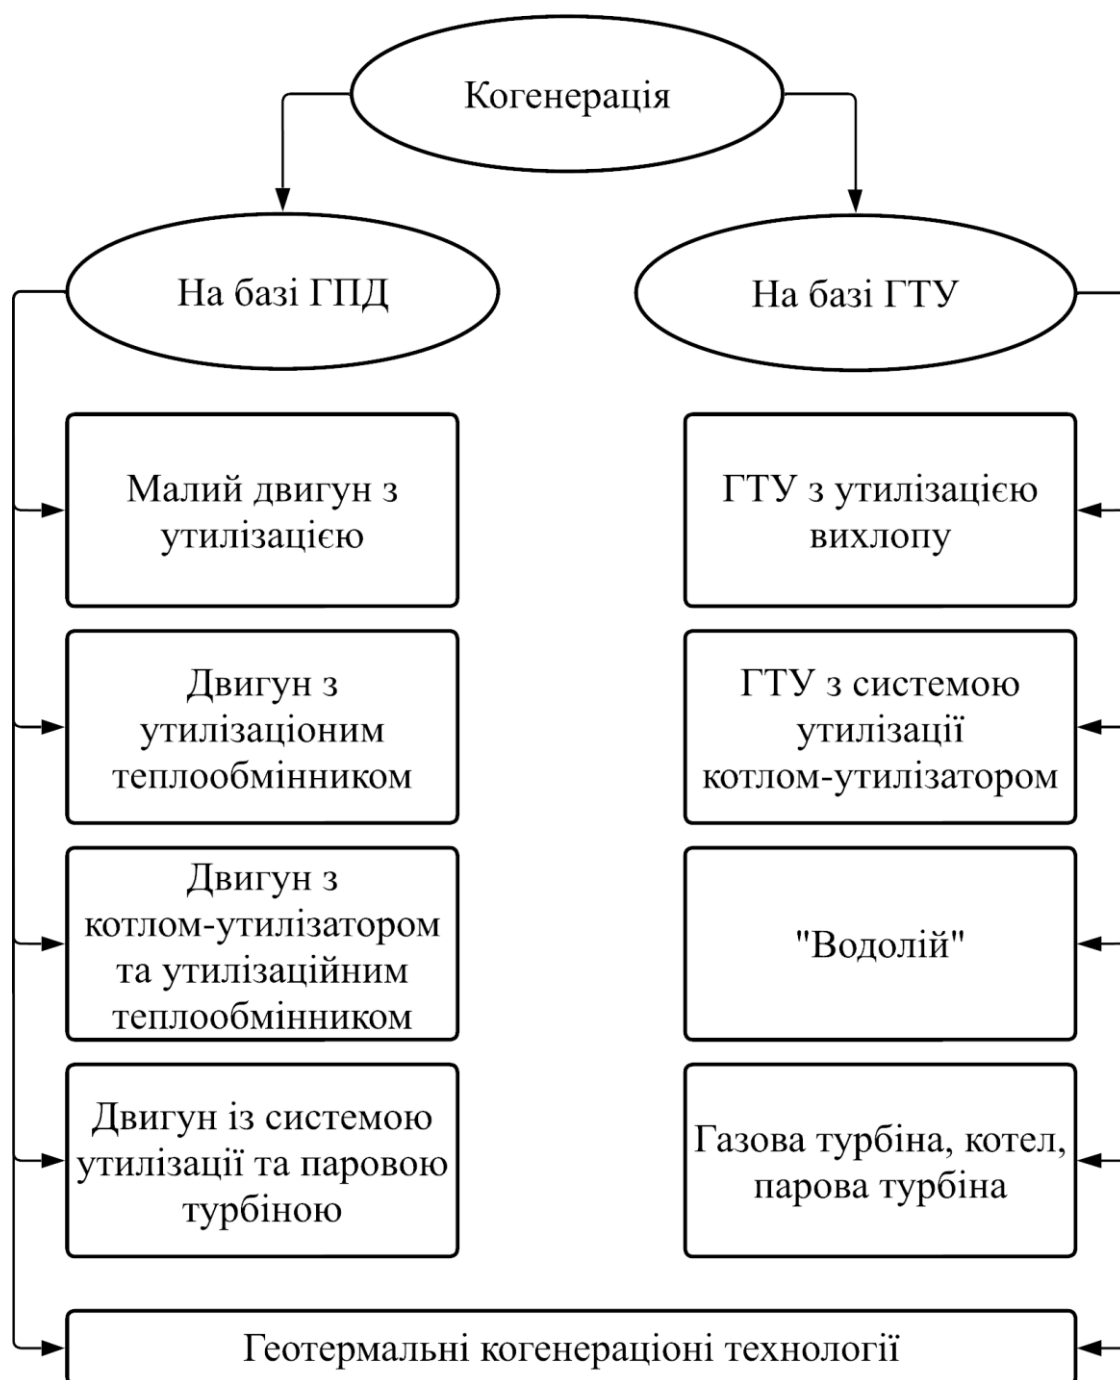 Когенерація
На базі ГПД
На базі ГТУ
Малий двигун з
утилізацією
ГТУ з утилізацією
вихлопу
Двигун з
утилізаціоним
теплообмінником
ГТУ з системою
утилізації
котлом-утилізатором
Двигун з
котлом-утилізатором
та утилізаційним
теплообмінником
"Водолій"
Двигун із системою
утилізації та паровою
турбіною
Газова турбіна, котел,
парова турбіна
Геотермальні когенераціоні технології